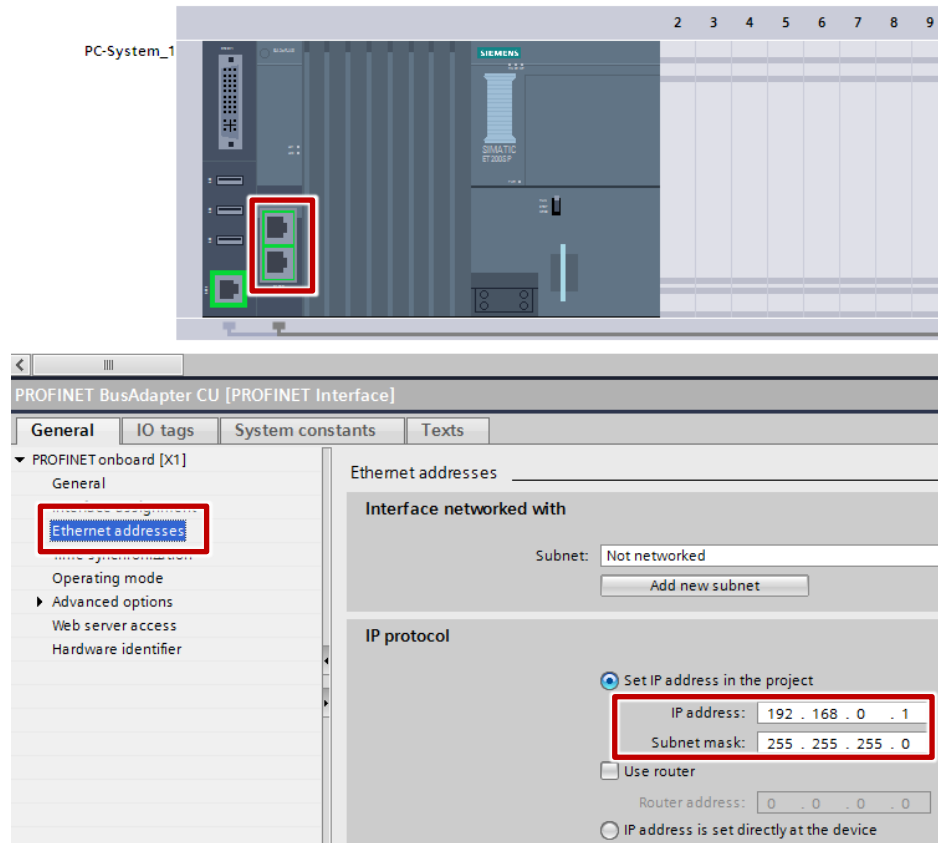 2 3 4 5 6 7 8 9
PC-System_1
SIEMENS
SIMATIC
ET 200SP
PROFINET BusAdapter CU [PROFINET Interface]
General IO tags System constants Texts
PROFINET onboard [X1]
General
Interface assignment
Ethernet addresses
Time synchronization
Operating mode
Advanced options
Web server access
Hardware identifier
Ethernet addresses
Interface networked with
Subnet: Not networked
Add new subnet
IP protocol
Set IP address in the project
IP address: 192 . 168 . 0 . 1
Subnet mask: 255 . 255 . 255 . 0
Use router
Router address: 0 . 0 . 0 . 0
IP address is set directly at the device